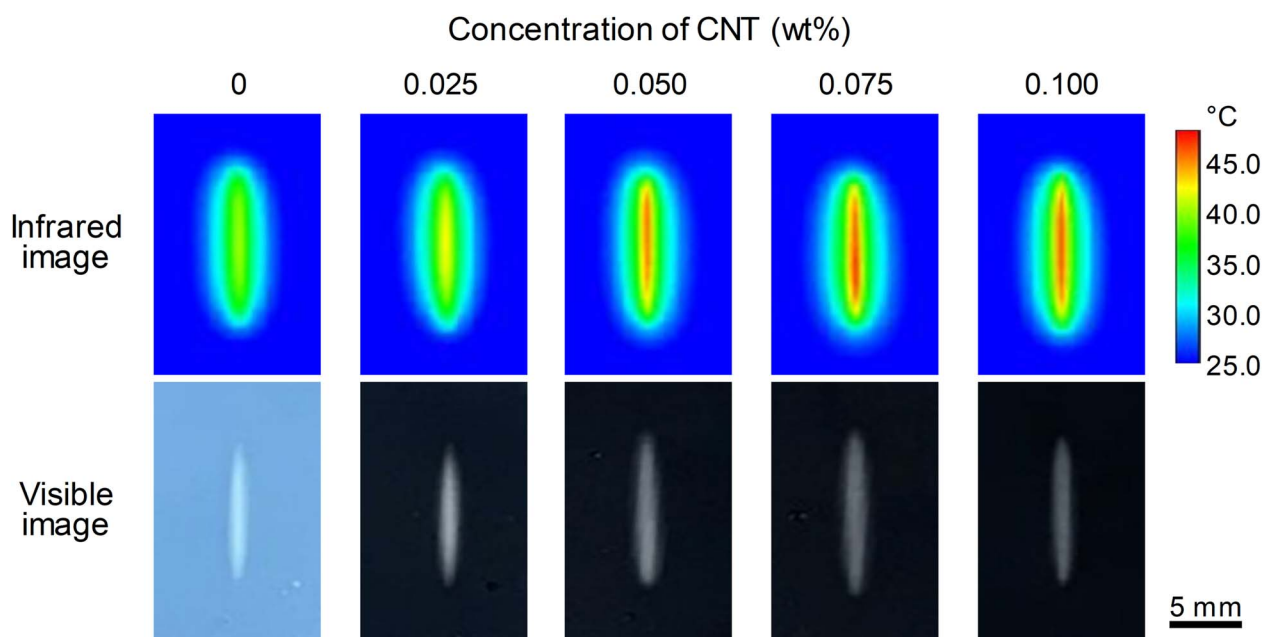 Concentration of CNT (wt%)
0 0.025 0.050 0.075 0.100
°C
Infrared
image
45.0
40.0
35.0
30.0
25.0
Visible
image
5 mm